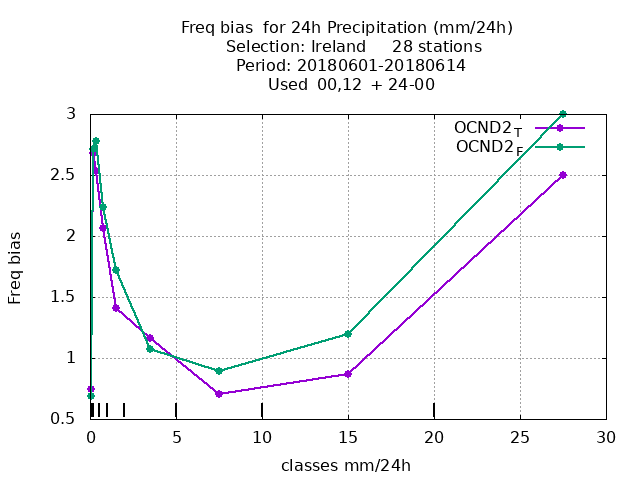 Freq bias  for 24h Precipitation (mm/24h)
Selection: Ireland     28 stations
Period: 20180601-20180614
Used  00,12  + 24-00
OCND2T
OCND2F
3
2.5
2
1.5
1
0.5
Freq bias
0 5 10 15 20 25 30
classes mm/24h